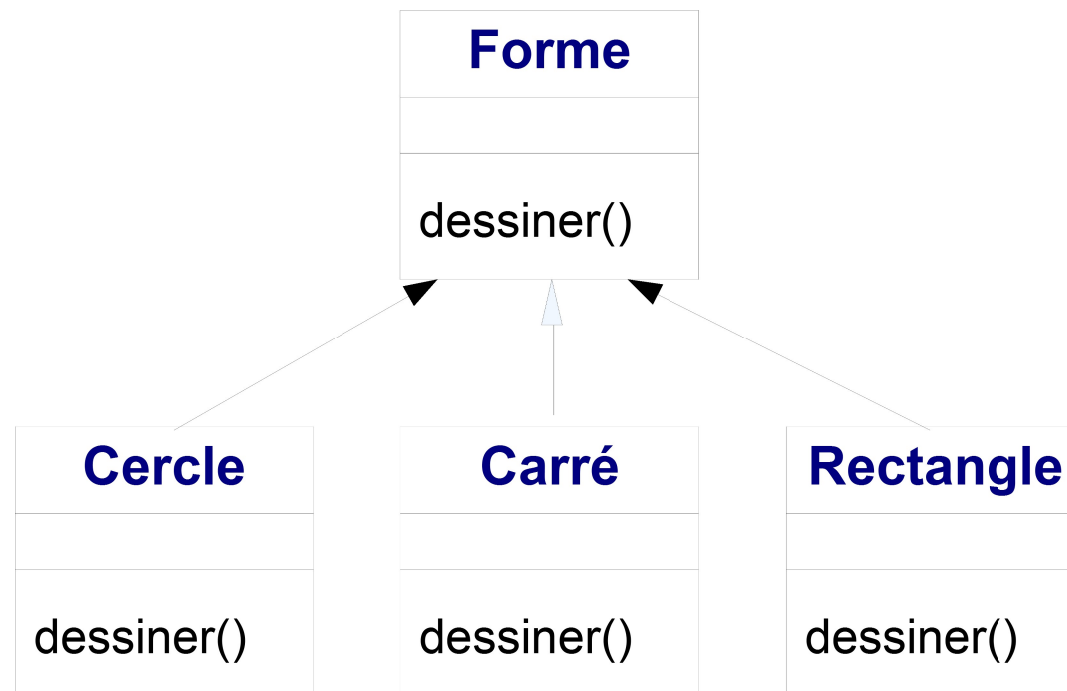 Forme
dessiner()
Cercle
Carré
Rectangle
dessiner()
dessiner()
dessiner()